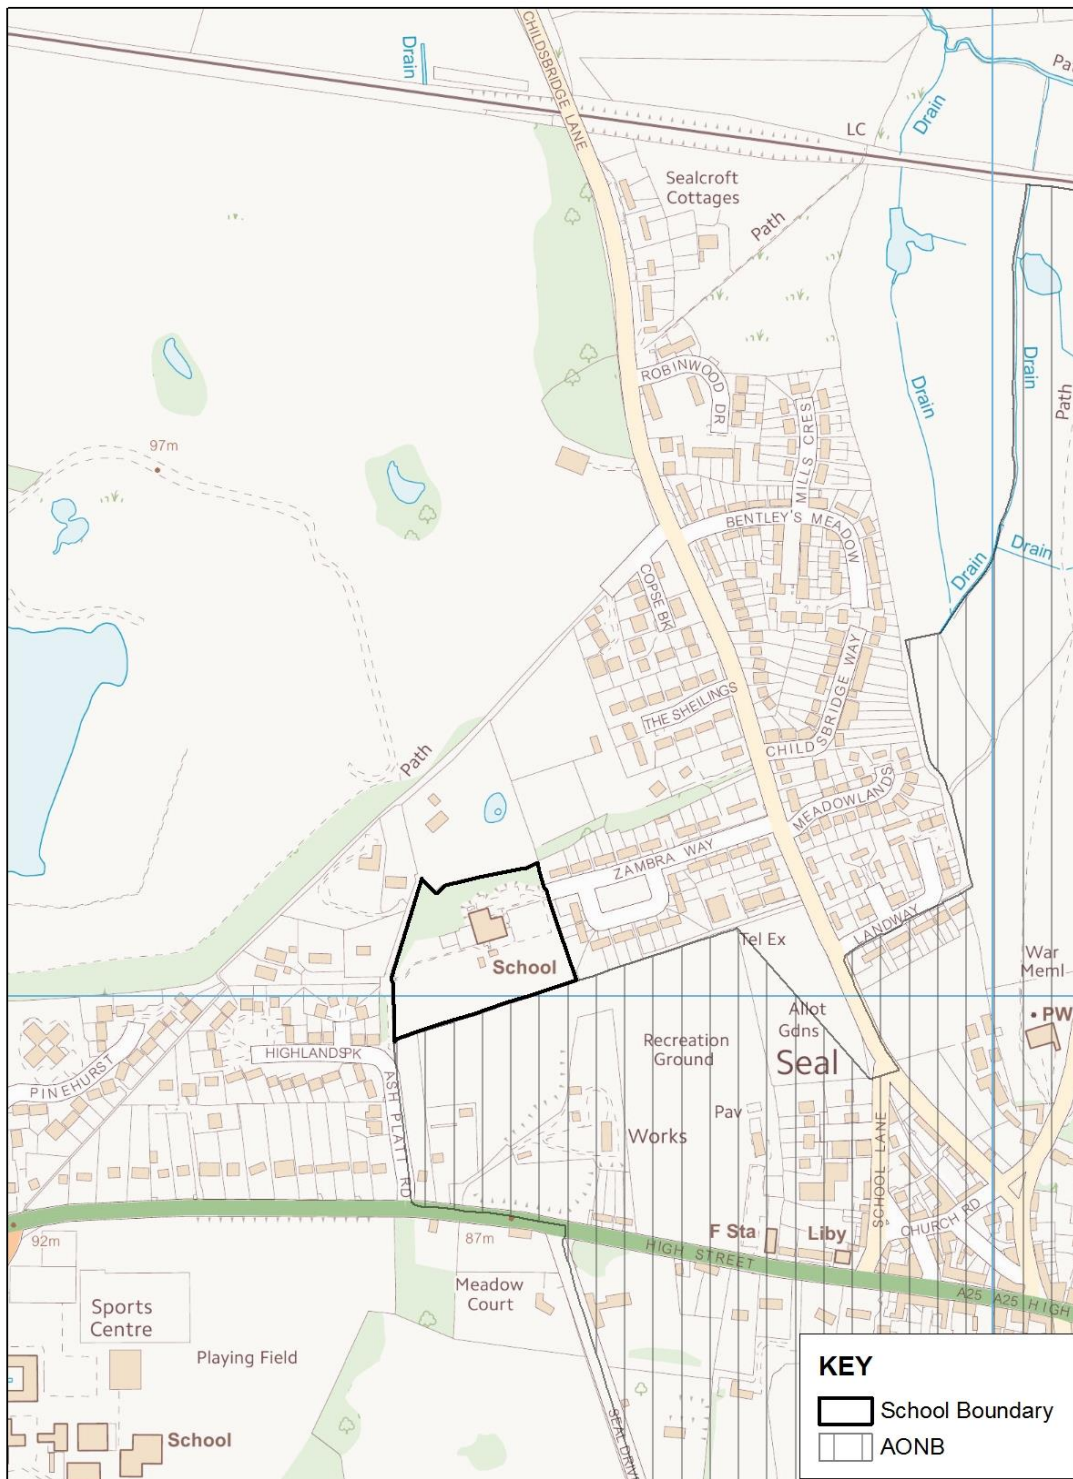 CHILDSBRIDGE LANE
Drain
Path
Drain
LC
Sealcroft
Cottages
Path
ROBINWOOD DR
Drain
Drain
Path
MILLS CRES
97m
BENTLEY'S MEADOW
Drain
Drain
COPSE BK
CHILDSBRIDGE WAY
THE SHEILINGS
Path
MEADOWLANDS
ZAMBRA WAY
LANDWAY
Tel Ex
War
Meml
School
Allot
Gdns
PW
Recreation
Ground
Seal
HIGHLANDS PK
PINEHURST
ASH PLATT RD
Pav
Works
SCHOOL LANE
CHURCH RD
F Sta
Liby
92m
87m
HIGH STREET
A25
A25 HIGH
Meadow
Court
Sports
Centre
Playing Field
School
SEAL DRIV
KEY
School Boundary
AONB